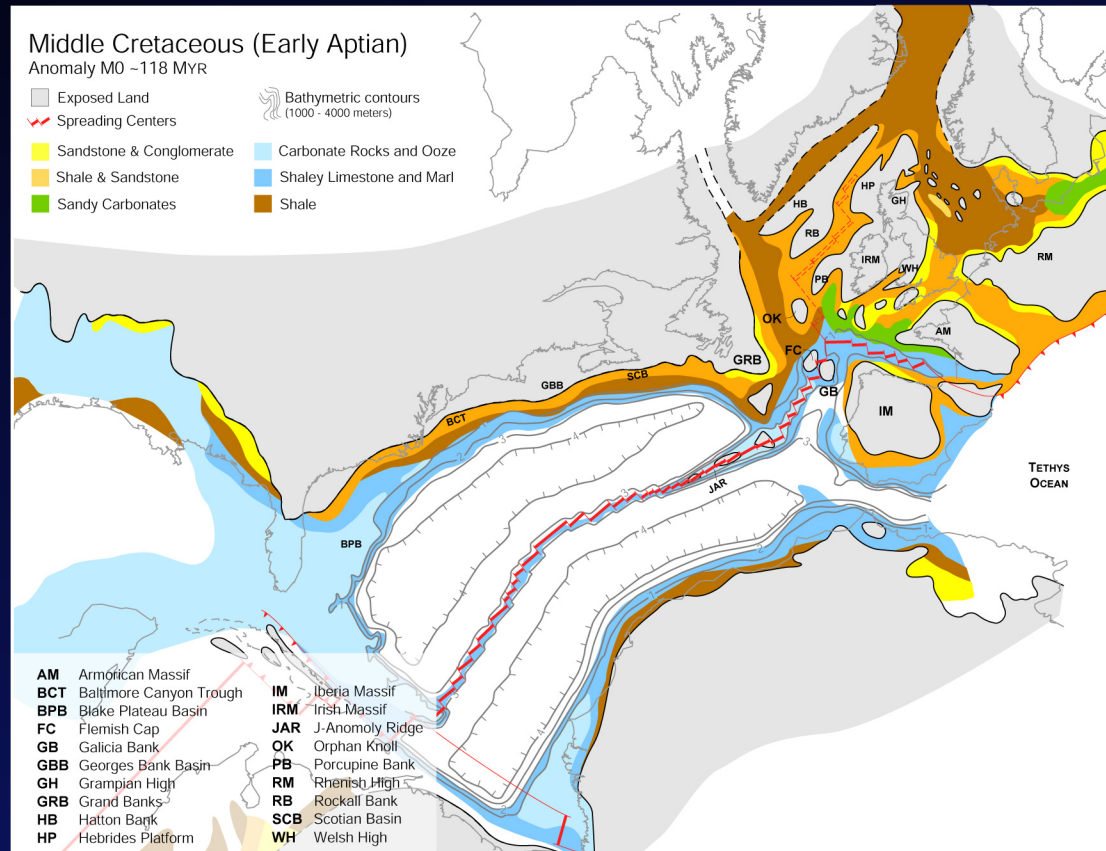 Middle Cretaceous (Early Aptian)
Anomaly M0 ~118 MYR
Exposed Land
Spreading Centers
Bathymetric contours
(1000 - 4000 meters)
Sandstone & Conglomerate
Shale & Sandstone
Sandy Carbonates
Carbonate Rocks and Ooze
Shaley Limestone and Marl
Shale
HP
GH
HB
RB
IRM
RM
WH
PB
OK
AM
FC
GRB
GB
SCB
GBB
BCT
IM
TETHYS
OCEAN
JAR
BPB
AM Armorican Massif
BCT Baltimore Canyon Trough
BPB Blake Plateau Basin
FC Flemish Cap
GB Galicia Bank
GBB Georges Bank Basin
GH Grampian High
GRB Grand Banks
HB Hatton Bank
HP Hebrides Platform
IM Iberia Massif
IRM Irish Massif
JAR J-Anomoly Ridge
OK Orphan Knoll
PB Porcupine Bank
RM Rhenish High
RB Rockall Bank
SCB Scotian Basin
WH Welsh High